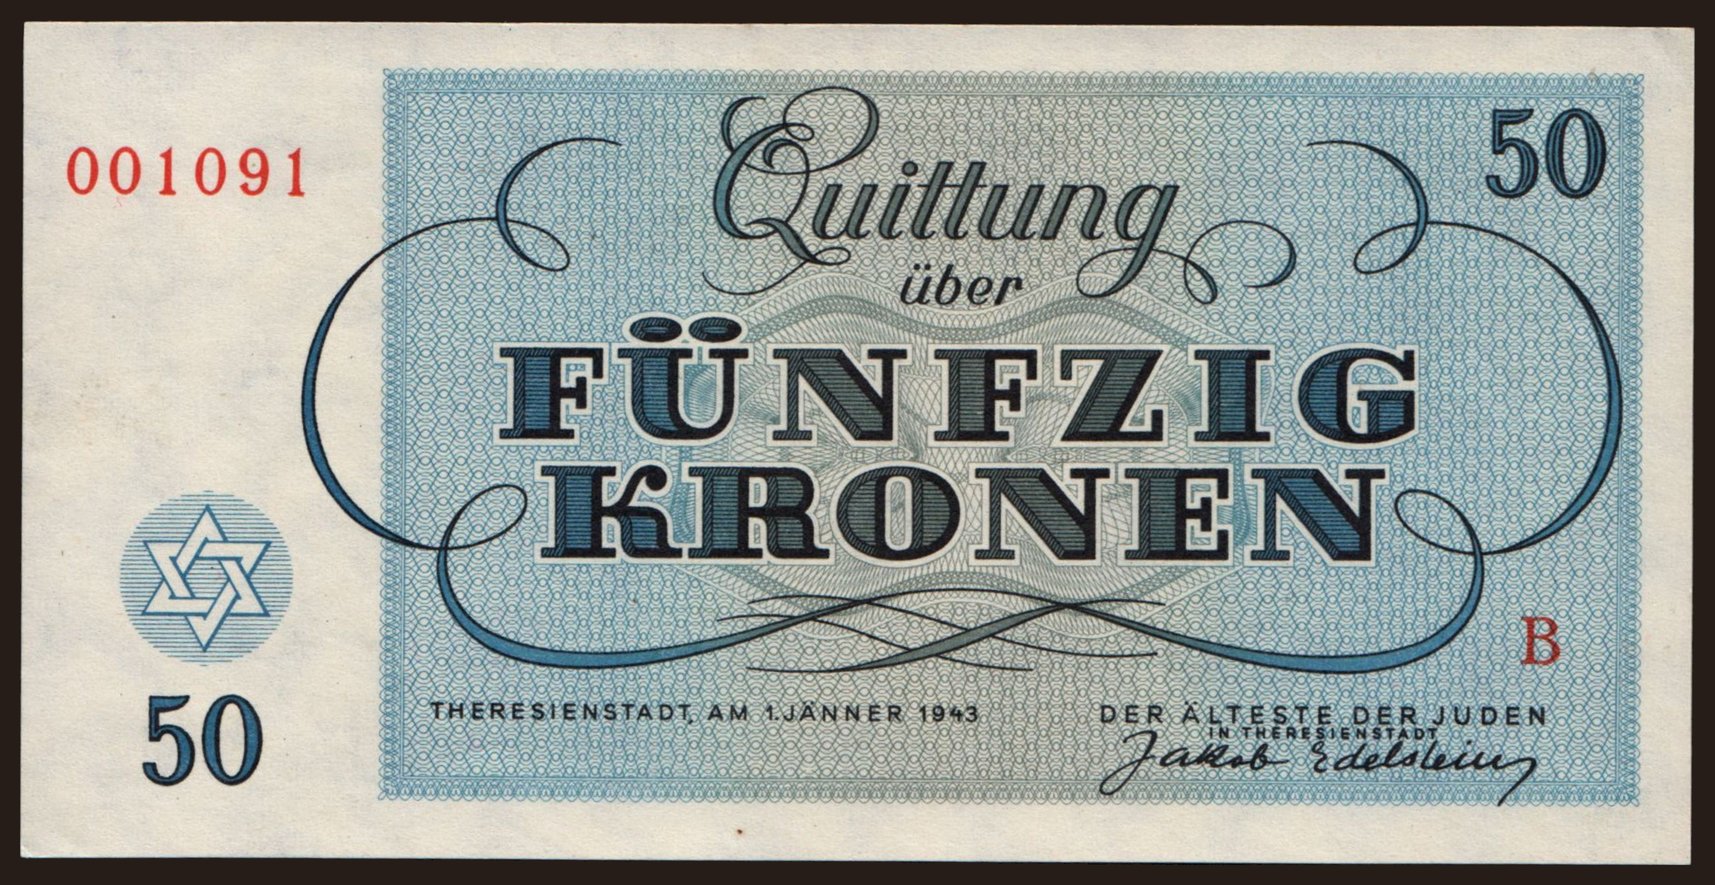 001091
50
Quittung
über
FÜNFZIG
KRONEN
B
50
THERESIENSTADT, AM 1. JÄNNER 1943
DER ÄLTESTE DER JUDEN
IN THERESIENSTADT
Jakob Edelstein